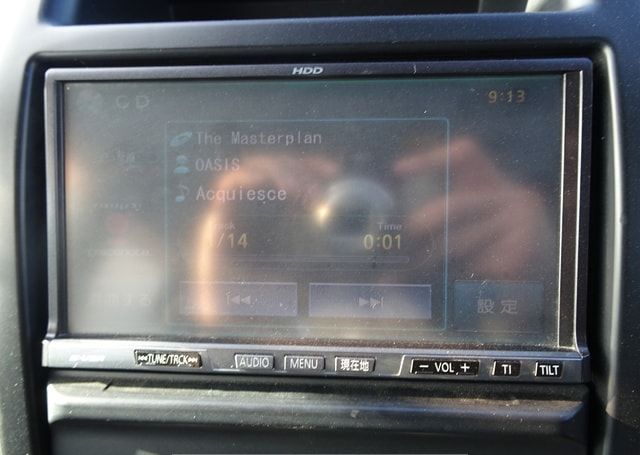 HDD
CD
9:13
The Masterplan
OASIS
Acquiesce
Time
/14
0:01
設定
TUNE/TRCK
AUDIO
MENU
現在地
− VOL +
TI
TILT